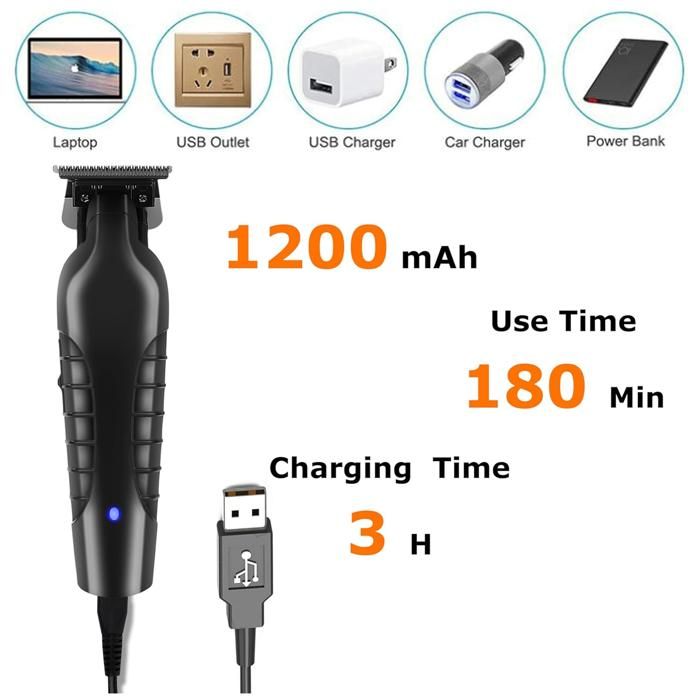 Laptop
USB Outlet
USB Charger
Car Charger
Power Bank
1200 mAh
Use Time
180 Min
Charging Time
3 H